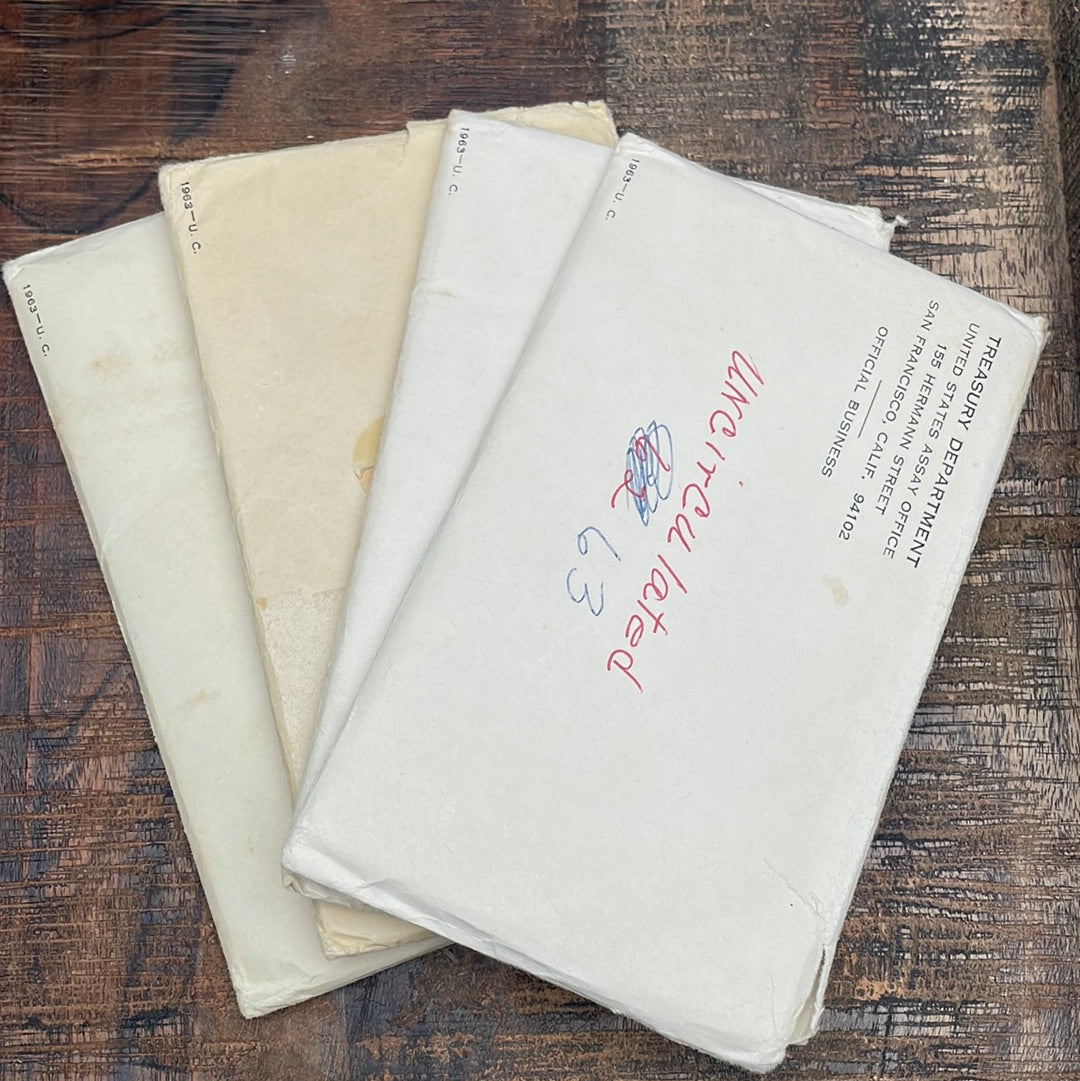 1963—U. C.
1963—U. C.
1963—U. C.
1963—U. C.
TREASURY DEPARTMENT
UNITED STATES ASSAY OFFICE
155 HERMANN STREET
SAN FRANCISCO, CALIF. 94102
OFFICIAL BUSINESS
Uncirculated
63